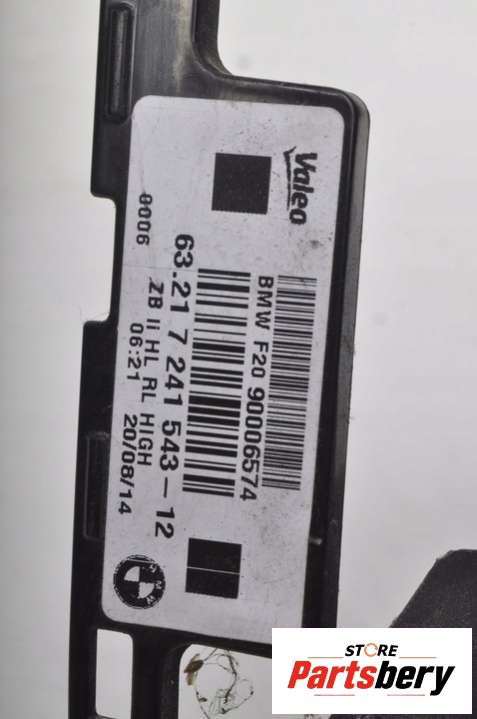 Valeo
BMW F20 90006574
63.21 7 241 543-12
ZB li HL RL HIGH
06:21 20/08/14
0006
STORE
Partsbery